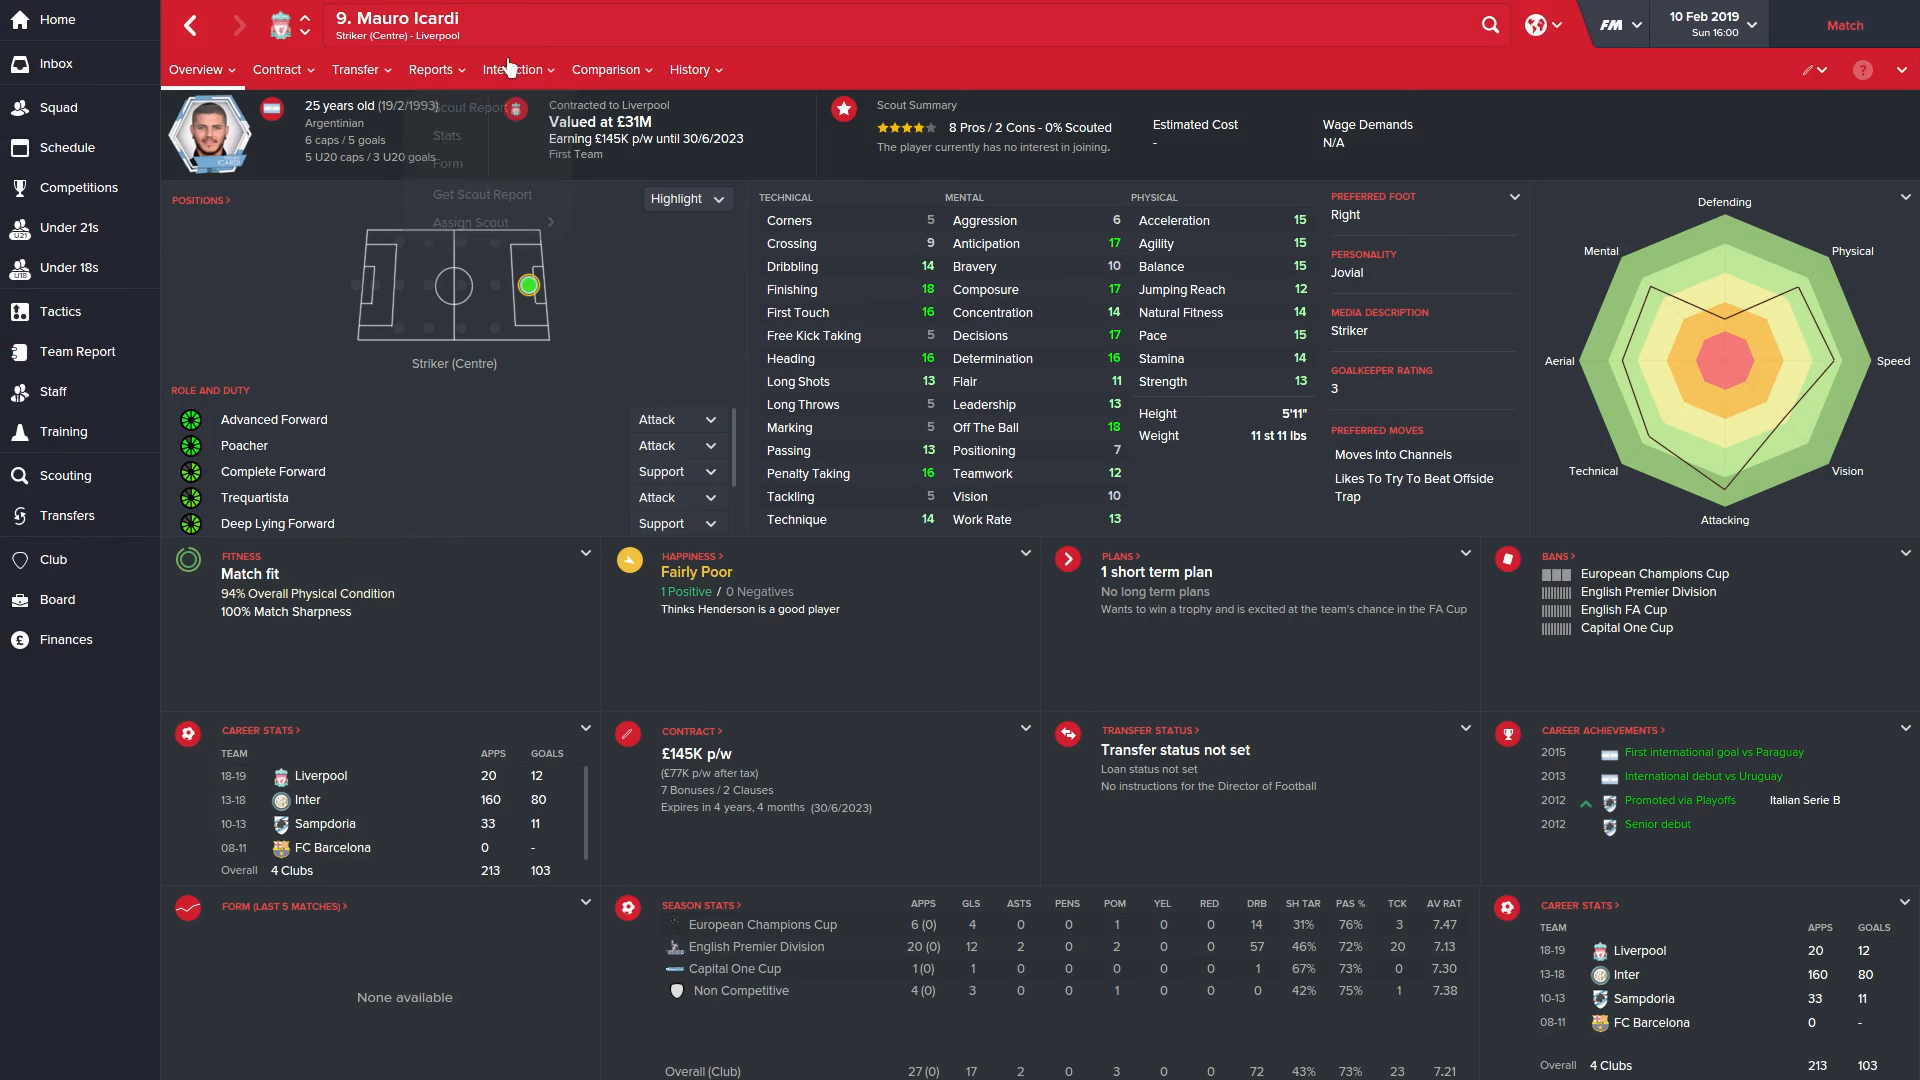 Home
Inbox
Squad
Schedule
Competitions
Under 21s
Under 18s
Tactics
Team Report
Staff
Training
Scouting
Transfers
Club
Board
Finances
9. Mauro Icardi
Striker (Centre) - Liverpool
FM
10 Feb 2019
Sun 16:00
Match
Overview Contract Transfer Reports Interaction Comparison History
25 years old (19/2/1993)
Argentinian
6 caps / 5 goals
5 U20 caps / 3 U20 goals
Scout Report
Stats
Form
Get Scout Report
Assign Scout
Contracted to Liverpool
Valued at £31M
Earning £145K p/w until 30/6/2023
First Team
Scout Summary
8 Pros / 2 Cons - 0% Scouted
The player currently has no interest in joining.
Estimated Cost
-
Wage Demands
N/A
POSITIONS >
Highlight
Striker (Centre)
ROLE AND DUTY
Advanced Forward Attack
Poacher Attack
Complete Forward Support
Trequartista Attack
Deep Lying Forward Support
TECHNICAL
Corners 5
Crossing 9
Dribbling 14
Finishing 18
First Touch 16
Free Kick Taking 5
Heading 16
Long Shots 13
Long Throws 5
Marking 5
Passing 13
Penalty Taking 16
Tackling 5
Technique 14
MENTAL
Aggression 6
Anticipation 17
Bravery 10
Composure 17
Concentration 14
Decisions 17
Determination 16
Flair 11
Leadership 13
Off The Ball 18
Positioning 7
Teamwork 12
Vision 10
Work Rate 13
PHYSICAL
Acceleration 15
Agility 15
Balance 15
Jumping Reach 12
Natural Fitness 14
Pace 15
Stamina 14
Strength 13
Height 5'11"
Weight 11 st 11 lbs
PREFERRED FOOT
Right
PERSONALITY
Jovial
MEDIA DESCRIPTION
Striker
GOALKEEPER RATING
3
PREFERRED MOVES
Moves Into Channels
Likes To Try To Beat Offside
Trap
Defending
Mental
Physical
Aerial
Speed
Technical
Vision
Attacking
FITNESS
Match fit
94% Overall Physical Condition
100% Match Sharpness
HAPPINESS >
Fairly Poor
1 Positive / 0 Negatives
Thinks Henderson is a good player
PLANS >
1 short term plan
No long term plans
Wants to win a trophy and is excited at the team's chance in the FA Cup
BANS >
European Champions Cup
English Premier Division
English FA Cup
Capital One Cup
CAREER STATS >
TEAM APPS GOALS
18-19 Liverpool 20 12
13-18 Inter 160 80
10-13 Sampdoria 33 11
08-11 FC Barcelona 0 -
Overall 4 Clubs 213 103
CONTRACT >
£145K p/w
(£77K p/w after tax)
7 Bonuses / 2 Clauses
Expires in 4 years, 4 months (30/6/2023)
TRANSFER STATUS >
Transfer status not set
Loan status not set
No instructions for the Director of Football
CAREER ACHIEVEMENTS >
2015 First international goal vs Paraguay
2013 International debut vs Uruguay
2012 Promoted via Playoffs Italian Serie B
2012 Senior debut
FORM (LAST 5 MATCHES) >
None available
SEASON STATS > APPS GLS ASTS PENS POM YEL RED DRB SH TAR PAS % TCK AV RAT
European Champions Cup 6 (0) 4 0 0 1 0 0 14 31% 76% 3 7.47
English Premier Division 20 (0) 12 2 0 2 0 0 57 46% 72% 20 7.13
Capital One Cup 1 (0) 1 0 0 0 0 0 1 67% 73% 0 7.30
Non Competitive 4 (0) 3 0 0 1 0 0 0 42% 75% 1 7.38
Overall (Club) 27 (0) 17 2 0 3 0 0 72 43% 73% 23 7.21
CAREER STATS >
TEAM APPS GOALS
18-19 Liverpool 20 12
13-18 Inter 160 80
10-13 Sampdoria 33 11
08-11 FC Barcelona 0 -
Overall 4 Clubs 213 103